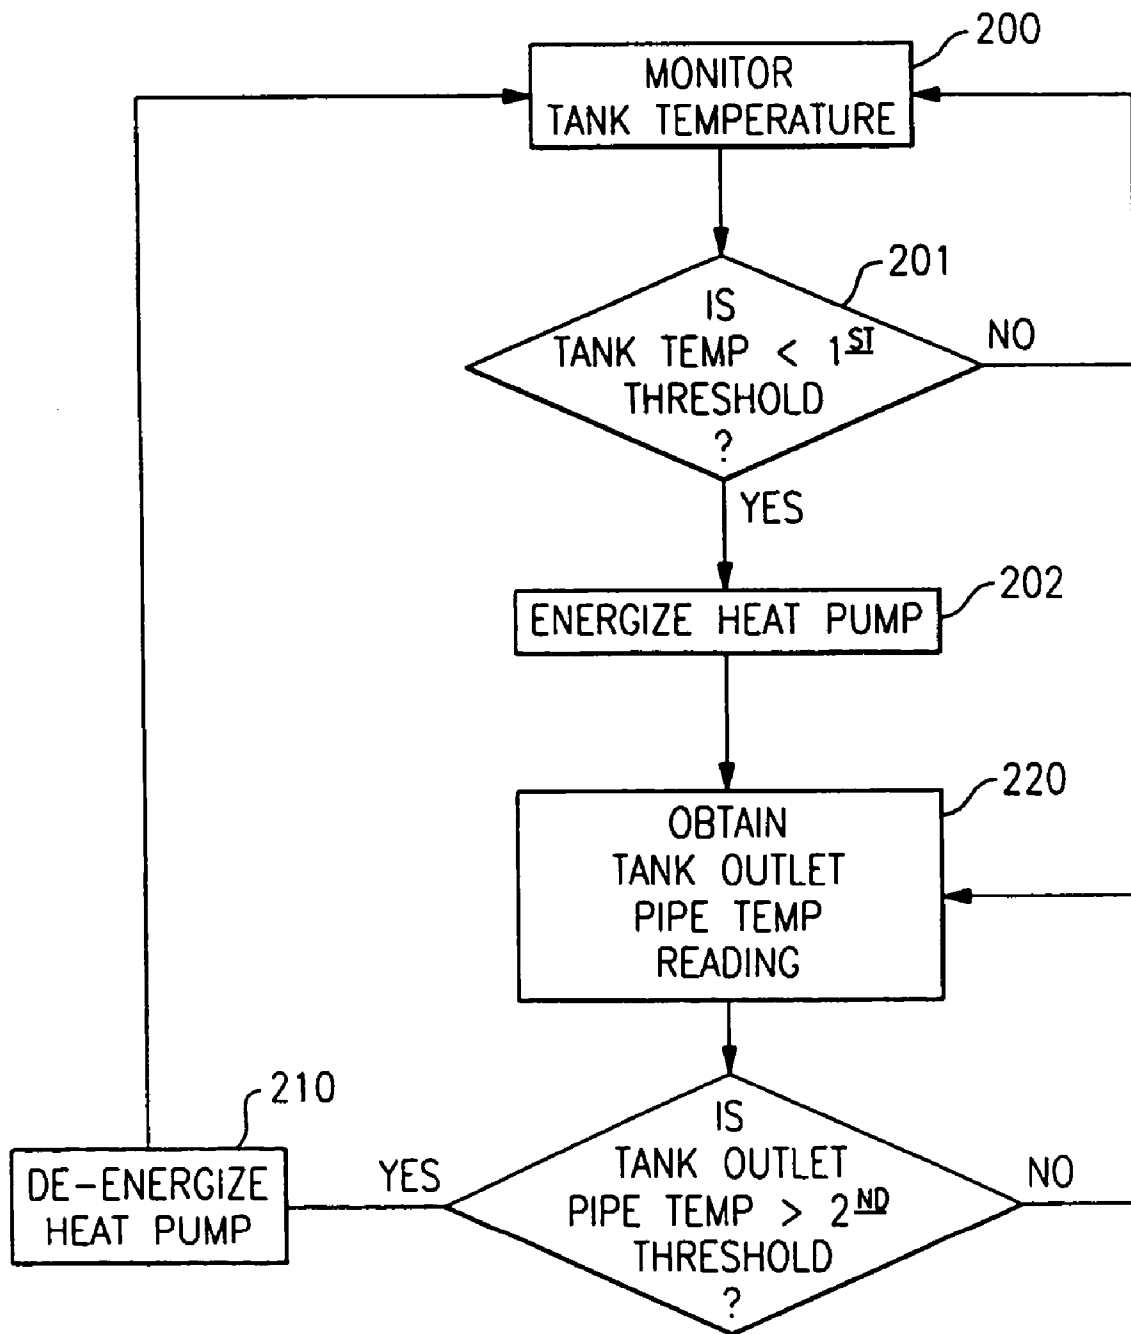 200
MONITOR
TANK TEMPERATURE
201
IS
TANK TEMP < 1ST
THRESHOLD
?
NO
YES
202
ENERGIZE HEAT PUMP
220
OBTAIN
TANK OUTLET
PIPE TEMP
READING
210
DE-ENERGIZE
HEAT PUMP
YES
IS
TANK OUTLET
PIPE TEMP > 2ND
THRESHOLD
?
NO